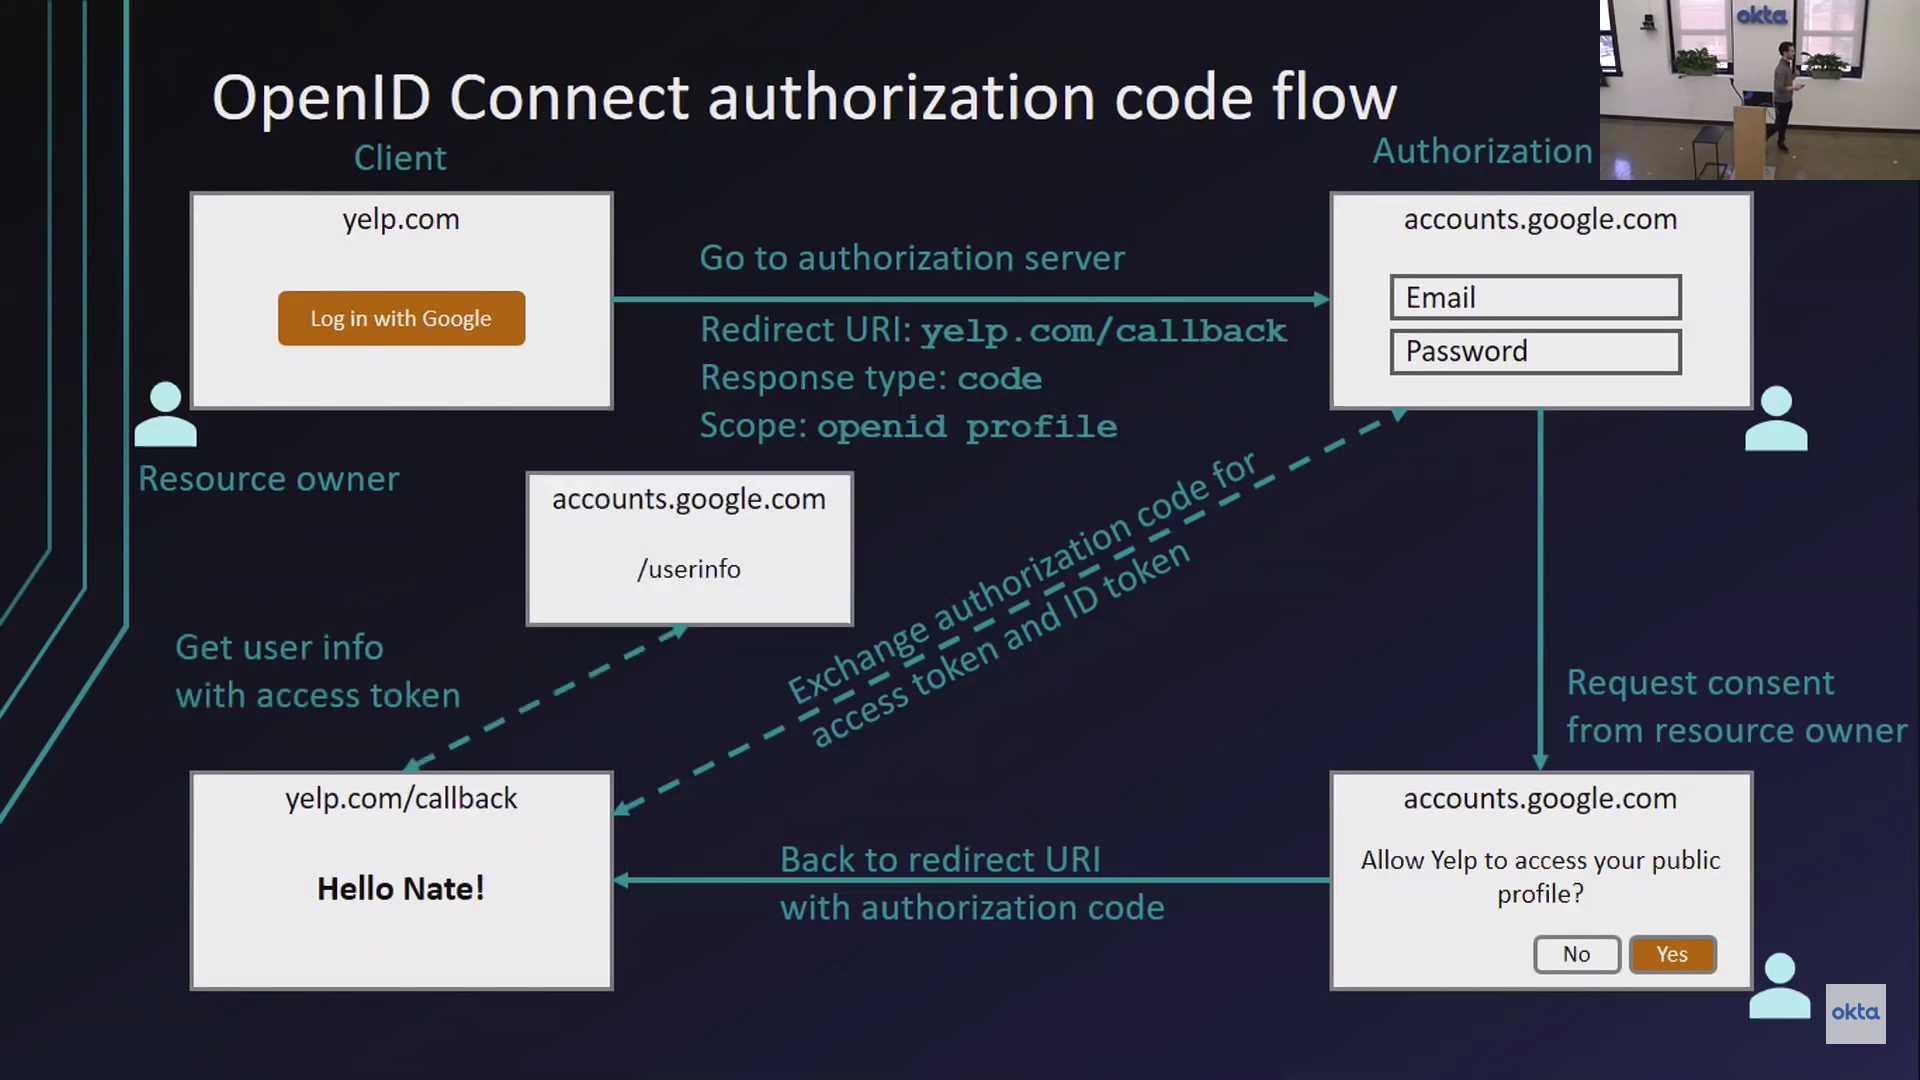 OpenID Connect authorization code flow
okta
Client
Authorization
yelp.com
Log in with Google
Go to authorization server
Redirect URI: yelp.com/callback
Response type: code
Scope: openid profile
accounts.google.com
Email
Password
Resource owner
accounts.google.com
/userinfo
Exchange authorization code for
access token and ID token
Get user info
with access token
Request consent
from resource owner
yelp.com/callback
Hello Nate!
Back to redirect URI
with authorization code
accounts.google.com
Allow Yelp to access your public
profile?
No
Yes
okta